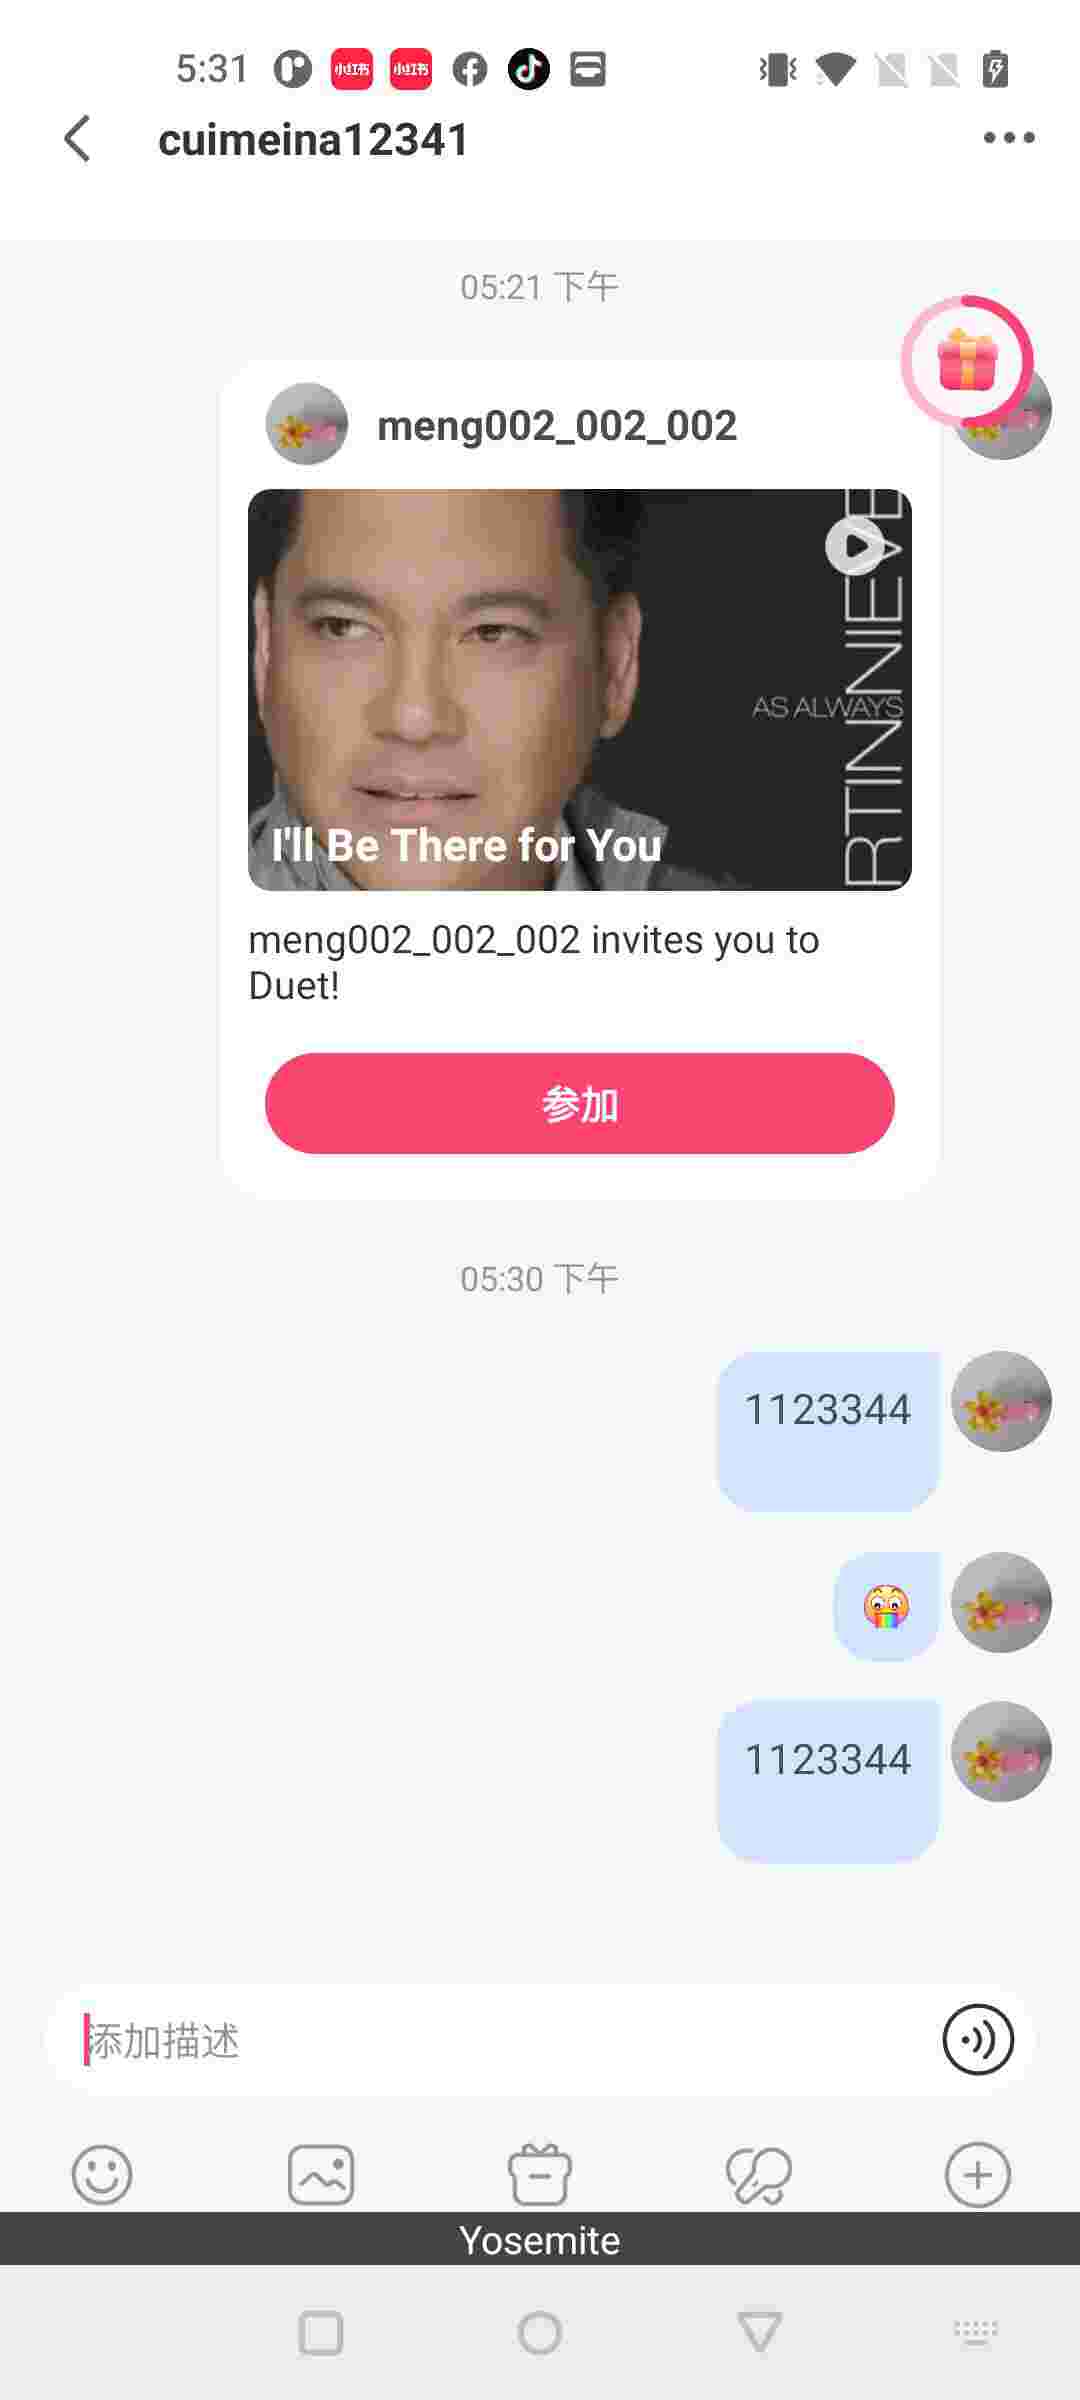 5:31
小红书 小红书
cuimeina12341
05:21 下午
meng002_002_002
AS ALWAYS
I'll Be There for You
meng002_002_002 invites you to
Duet!
参加
05:30 下午
1123344
1123344
添加描述
Yosemite